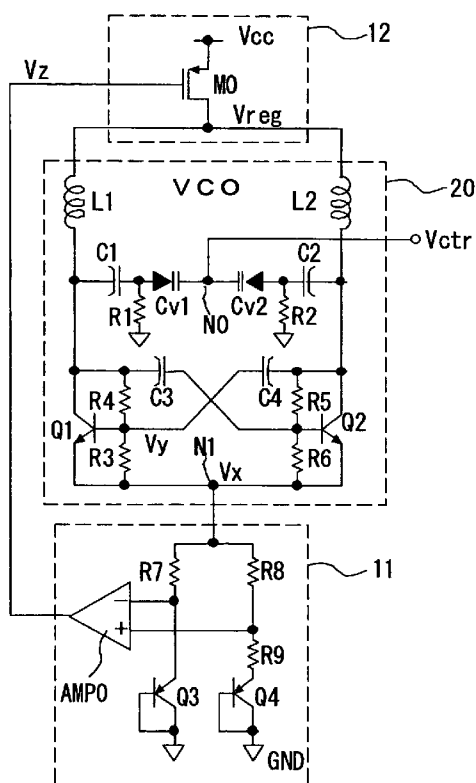 12
Vcc
Vz
M0
Vreg
20
VCO
L1
L2
Vctr
C1
C2
R1
Cv1
N0
Cv2
R2
R4
C3
C4
R5
Q1
Q2
R3
Vy
N1
R6
Vx
11
R7
R8
−
+
R9
AMP0
Q3
Q4
GND